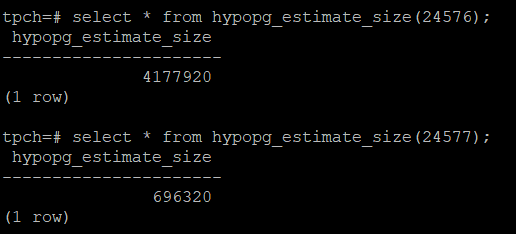 tpch=# select * from hypopg_estimate_size(24576);
 hypopg_estimate_size
----------------------
              4177920
(1 row)

tpch=# select * from hypopg_estimate_size(24577);
 hypopg_estimate_size
----------------------
               696320
(1 row)